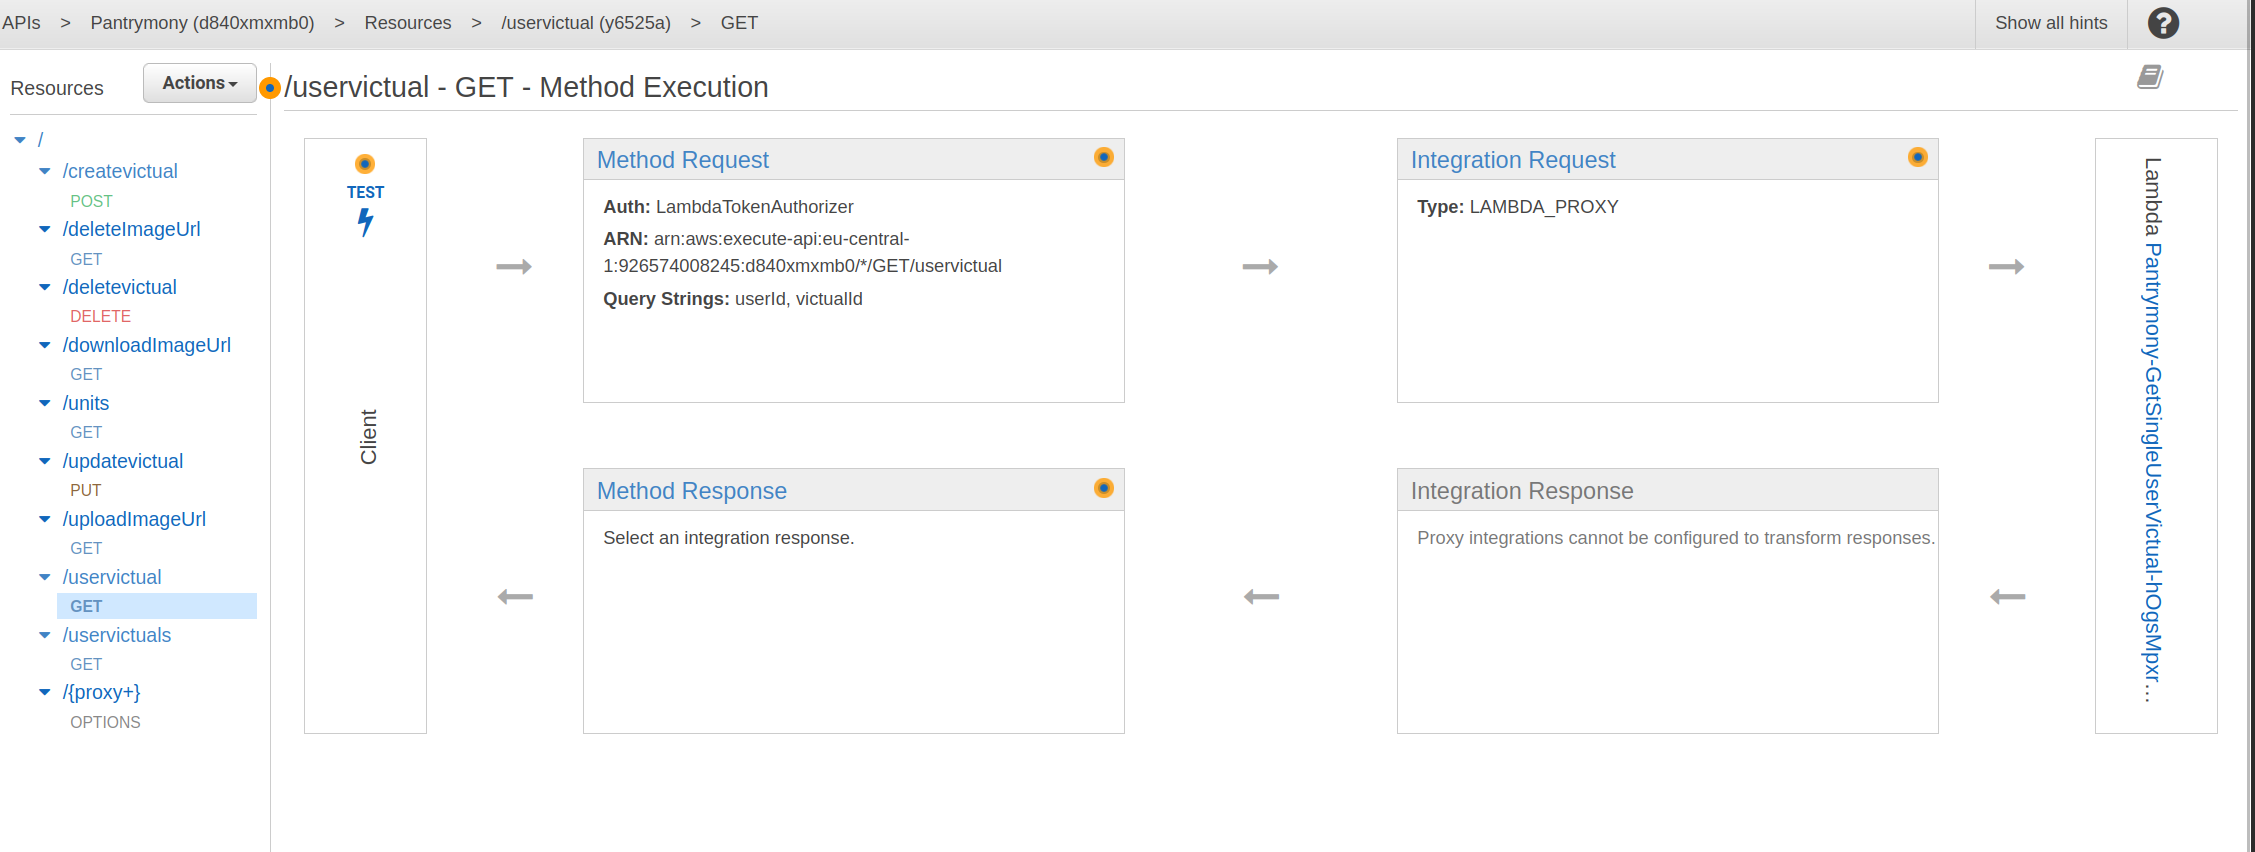 APIs > Pantrymony (d840xmxmb0) > Resources > /uservictual (y6525a) > GET
Show all hints
Resources
Actions
/
/createvictual
POST
/deleteImageUrl
GET
/deletevictual
DELETE
/downloadImageUrl
GET
/units
GET
/updatevictual
PUT
/uploadImageUrl
GET
/uservictual
GET
/uservictuals
GET
/{proxy+}
OPTIONS
/uservictual - GET - Method Execution
TEST
Client
Method Request
Auth: LambdaTokenAuthorizer
ARN: arn:aws:execute-api:eu-central-
1:926574008245:d840xmxmb0/*/GET/uservictual
Query Strings: userId, victualId
Integration Request
Type: LAMBDA_PROXY
Lambda Pantrymony-GetSingleUserVictual-hOgsMpxr...
Method Response
Select an integration response.
Integration Response
Proxy integrations cannot be configured to transform responses.